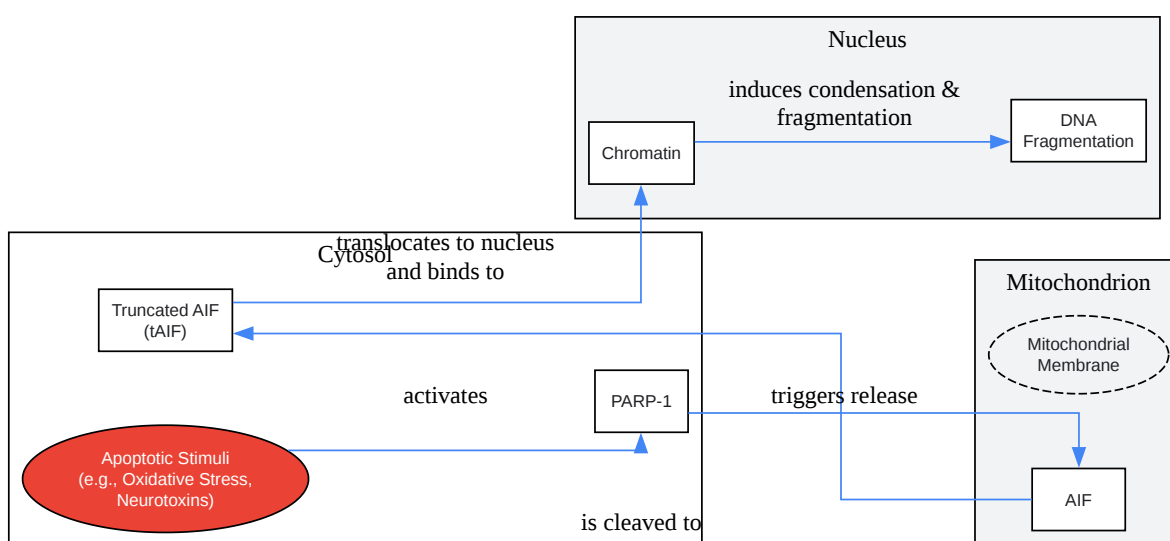 Nucleus
induces condensation &
fragmentation
DNA
Fragmentation
Chromatin
Cytosol
translocates to nucleus
and binds to
Truncated AIF
(tAIF)
Mitochondrion
Mitochondrial
Membrane
activates
PARP-1
triggers release
Apoptotic Stimuli
(e.g., Oxidative Stress,
Neurotoxins)
AIF
is cleaved to